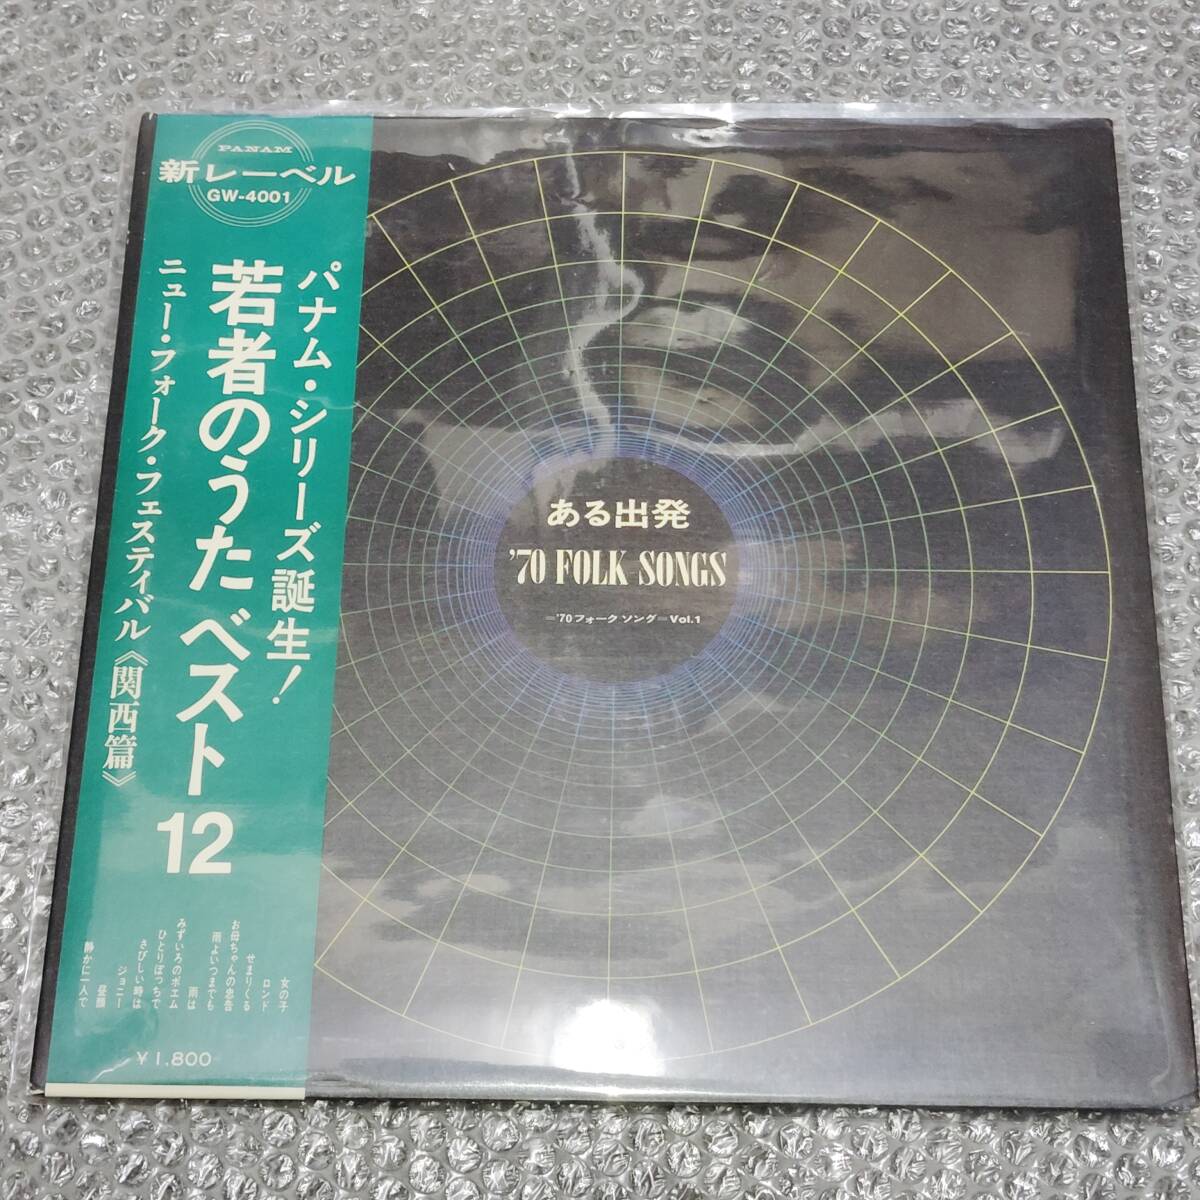 PANAM
新レーベル
GW-4001
パナム・シリーズ誕生！
若者のうた ベスト12
ニュー・フォーク・フェスティバル《関西篇》
女の子
ロンド
せまりくる
お母ちゃんの忠告
雨よいつまでも
雨は
みずいろのポエム
ひとりぼっちで
さびしい時は
ジョニー
昼顔
静かに一人で
¥1,800
ある出発
'70 FOLK SONGS
='70フォーク ソング=Vol.1